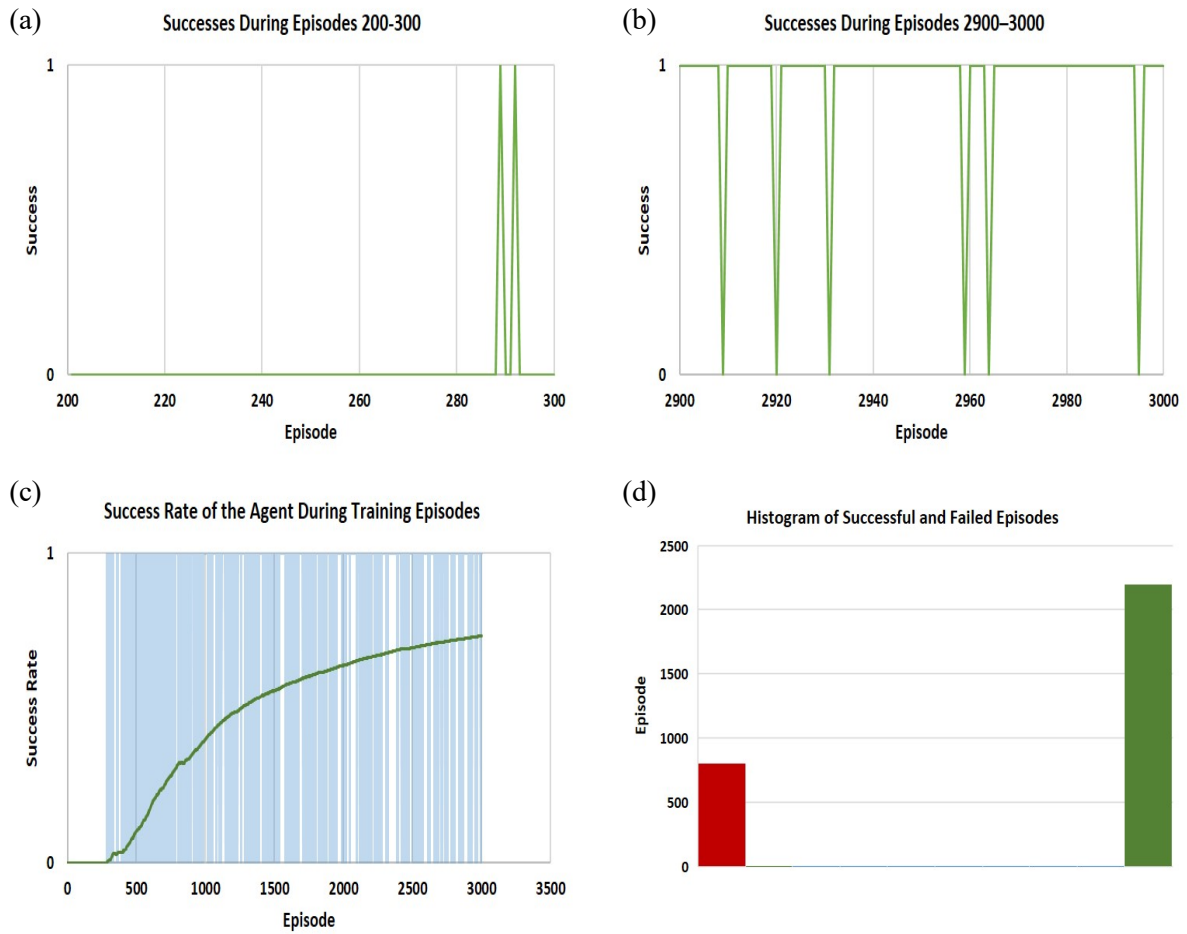 (a)
Successes During Episodes 200-300
1
Success
0
200 220 240 260 280 300
Episode
(b)
Successes During Episodes 2900–3000
1
Success
0
2900 2920 2940 2960 2980 3000
Episode
(c)
Success Rate of the Agent During Training Episodes
1
Success Rate
0
0 500 1000 1500 2000 2500 3000 3500
Episode
(d)
Histogram of Successful and Failed Episodes
2500
2000
1500
1000
500
0
Episode